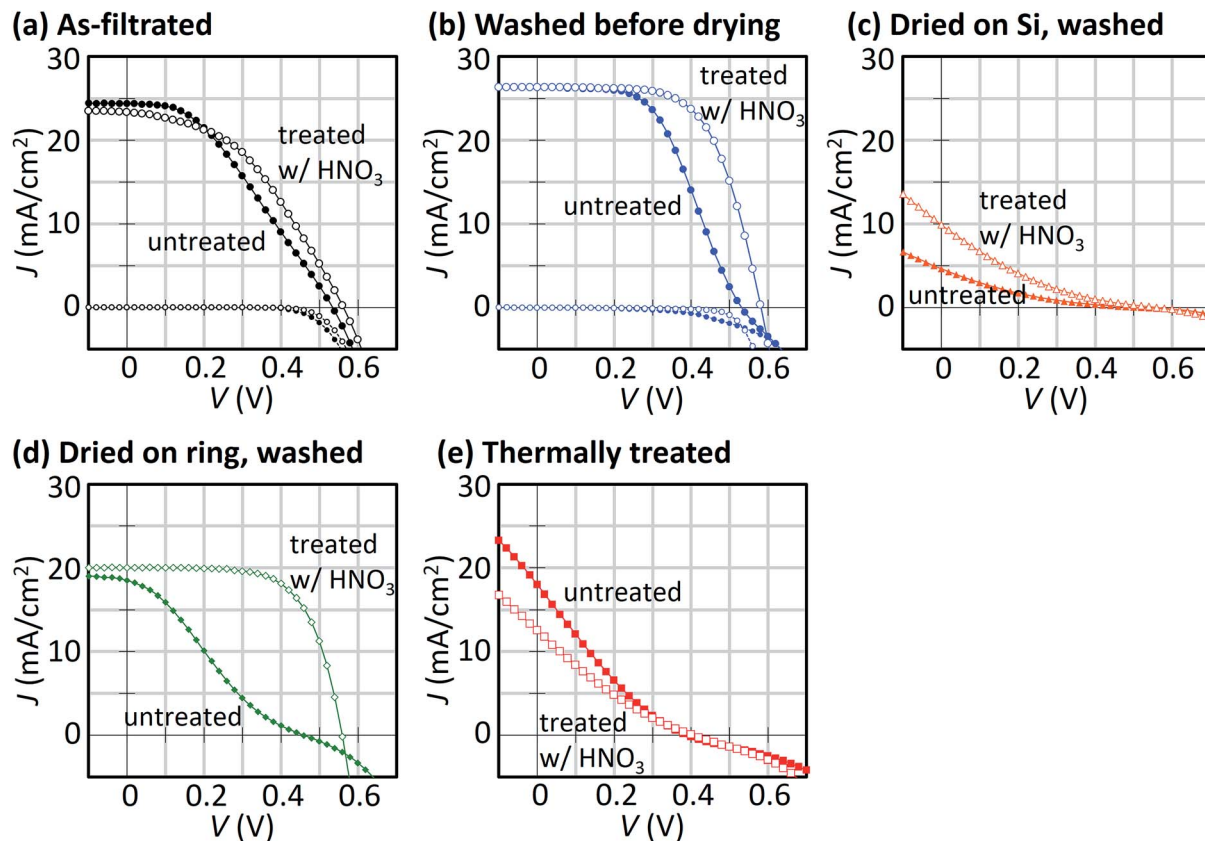 (a) As-filtrated
30
20
10
0
J (mA/cm²)
treated
w/ HNO₃
untreated
0 0.2 0.4 0.6
V (V)
(b) Washed before drying
30
20
10
0
J (mA/cm²)
treated
w/ HNO₃
untreated
0 0.2 0.4 0.6
V (V)
(c) Dried on Si, washed
30
20
10
0
J (mA/cm²)
treated
w/ HNO₃
untreated
0 0.2 0.4 0.6
V (V)
(d) Dried on ring, washed
30
20
10
0
J (mA/cm²)
treated
w/ HNO₃
untreated
0 0.2 0.4 0.6
V (V)
(e) Thermally treated
30
20
10
0
J (mA/cm²)
untreated
treated
w/ HNO₃
0 0.2 0.4 0.6
V (V)